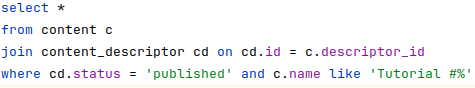 select *
from content c
join content_descriptor cd on cd.id = c.descriptor_id
where cd.status = 'published' and c.name like 'Tutorial #%'